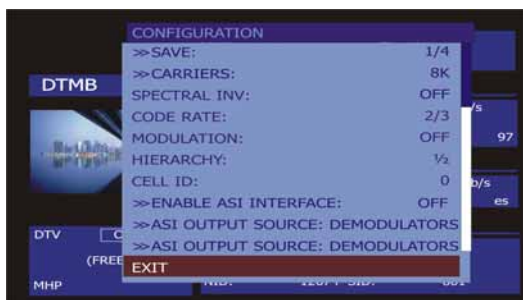 CONFIGURATION
≫SAVE: 1/4
≫CARRIERS: 8K
SPECTRAL INV: OFF
CODE RATE: 2/3
MODULATION: OFF
HIERARCHY: ½
CELL ID: 0
≫ENABLE ASI INTERFACE: OFF
≫ASI OUTPUT SOURCE: DEMODULATORS
≫ASI OUTPUT SOURCE: DEMODULATORS
EXIT
DTMB
/s
97
b/s
es
DTV C
(FREE
MHP